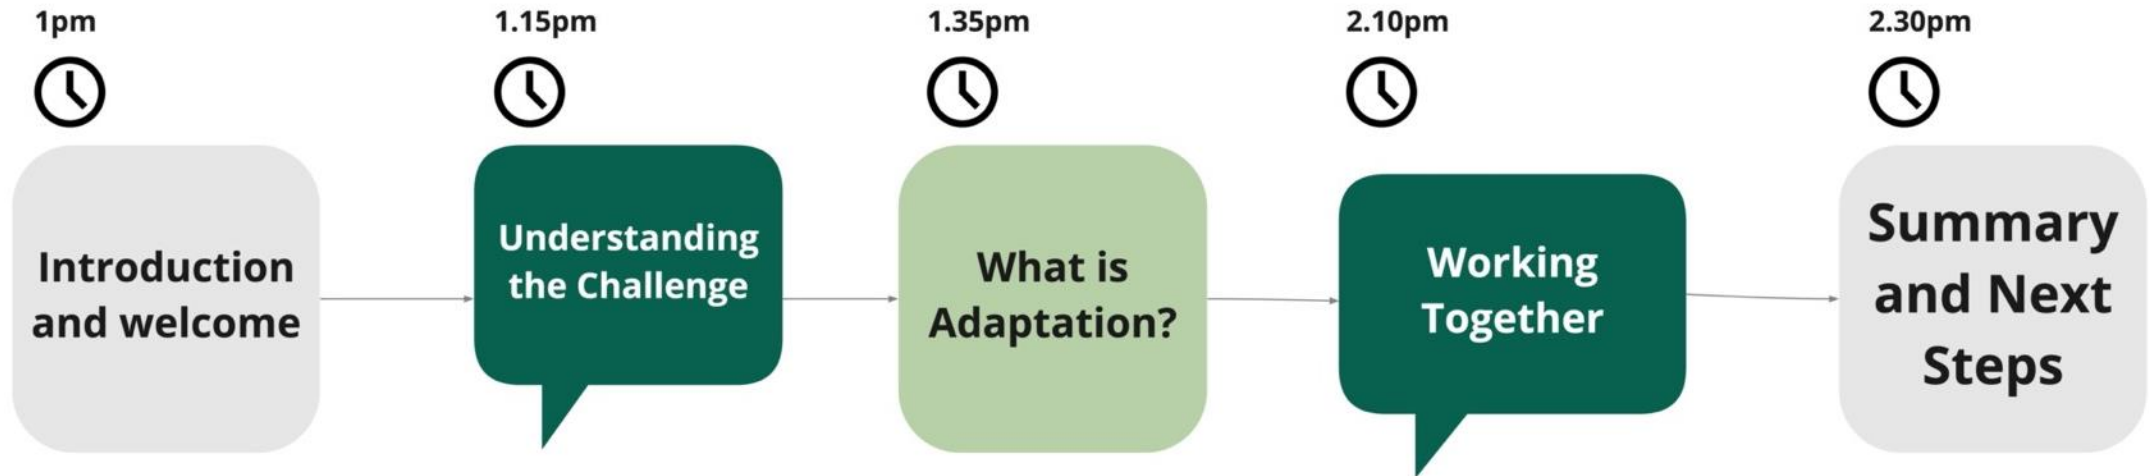 1pm
1.15pm
1.35pm
2.10pm
2.30pm
Introduction
and welcome
Understanding
the Challenge
What is
Adaptation?
Working
Together
Summary
and Next
Steps